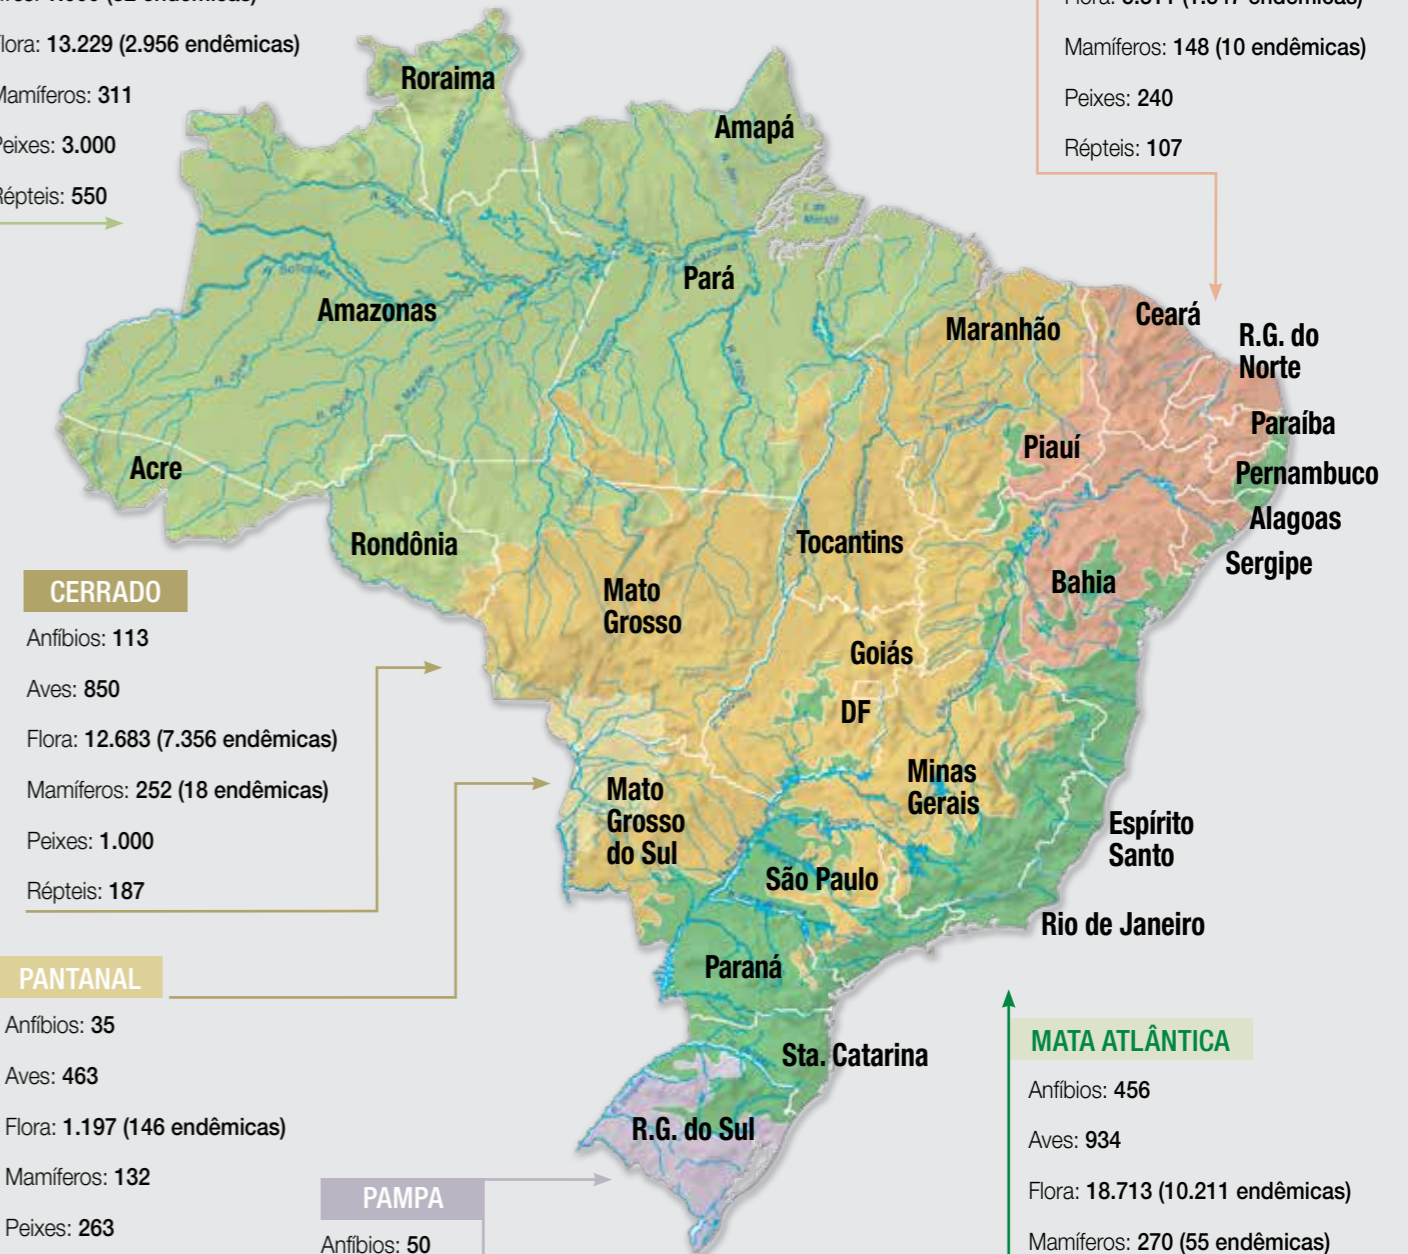 Flora: 13.229 (2.956 endêmicas)
Mamíferos: 311
Peixes: 3.000
Répteis: 550
Mamíferos: 148 (10 endêmicas)
Peixes: 240
Répteis: 107
Roraima
Amapá
Pará
Amazonas
Maranhão
Ceará
R.G. do
Norte
Paraíba
Piauí
Pernambuco
Acre
Alagoas
Rondônia
Tocantins
Sergipe
Bahia
Mato
Grosso
Goiás
DF
Minas
Gerais
Mato
Grosso
do Sul
Espírito
Santo
São Paulo
Rio de Janeiro
Paraná
Sta. Catarina
R.G. do Sul
CERRADO
Anfíbios: 113
Aves: 850
Flora: 12.683 (7.356 endêmicas)
Mamíferos: 252 (18 endêmicas)
Peixes: 1.000
Répteis: 187
PANTANAL
Anfíbios: 35
Aves: 463
Flora: 1.197 (146 endêmicas)
Mamíferos: 132
Peixes: 263
PAMPA
Anfíbios: 50
MATA ATLÂNTICA
Anfíbios: 456
Aves: 934
Flora: 18.713 (10.211 endêmicas)
Mamíferos: 270 (55 endêmicas)